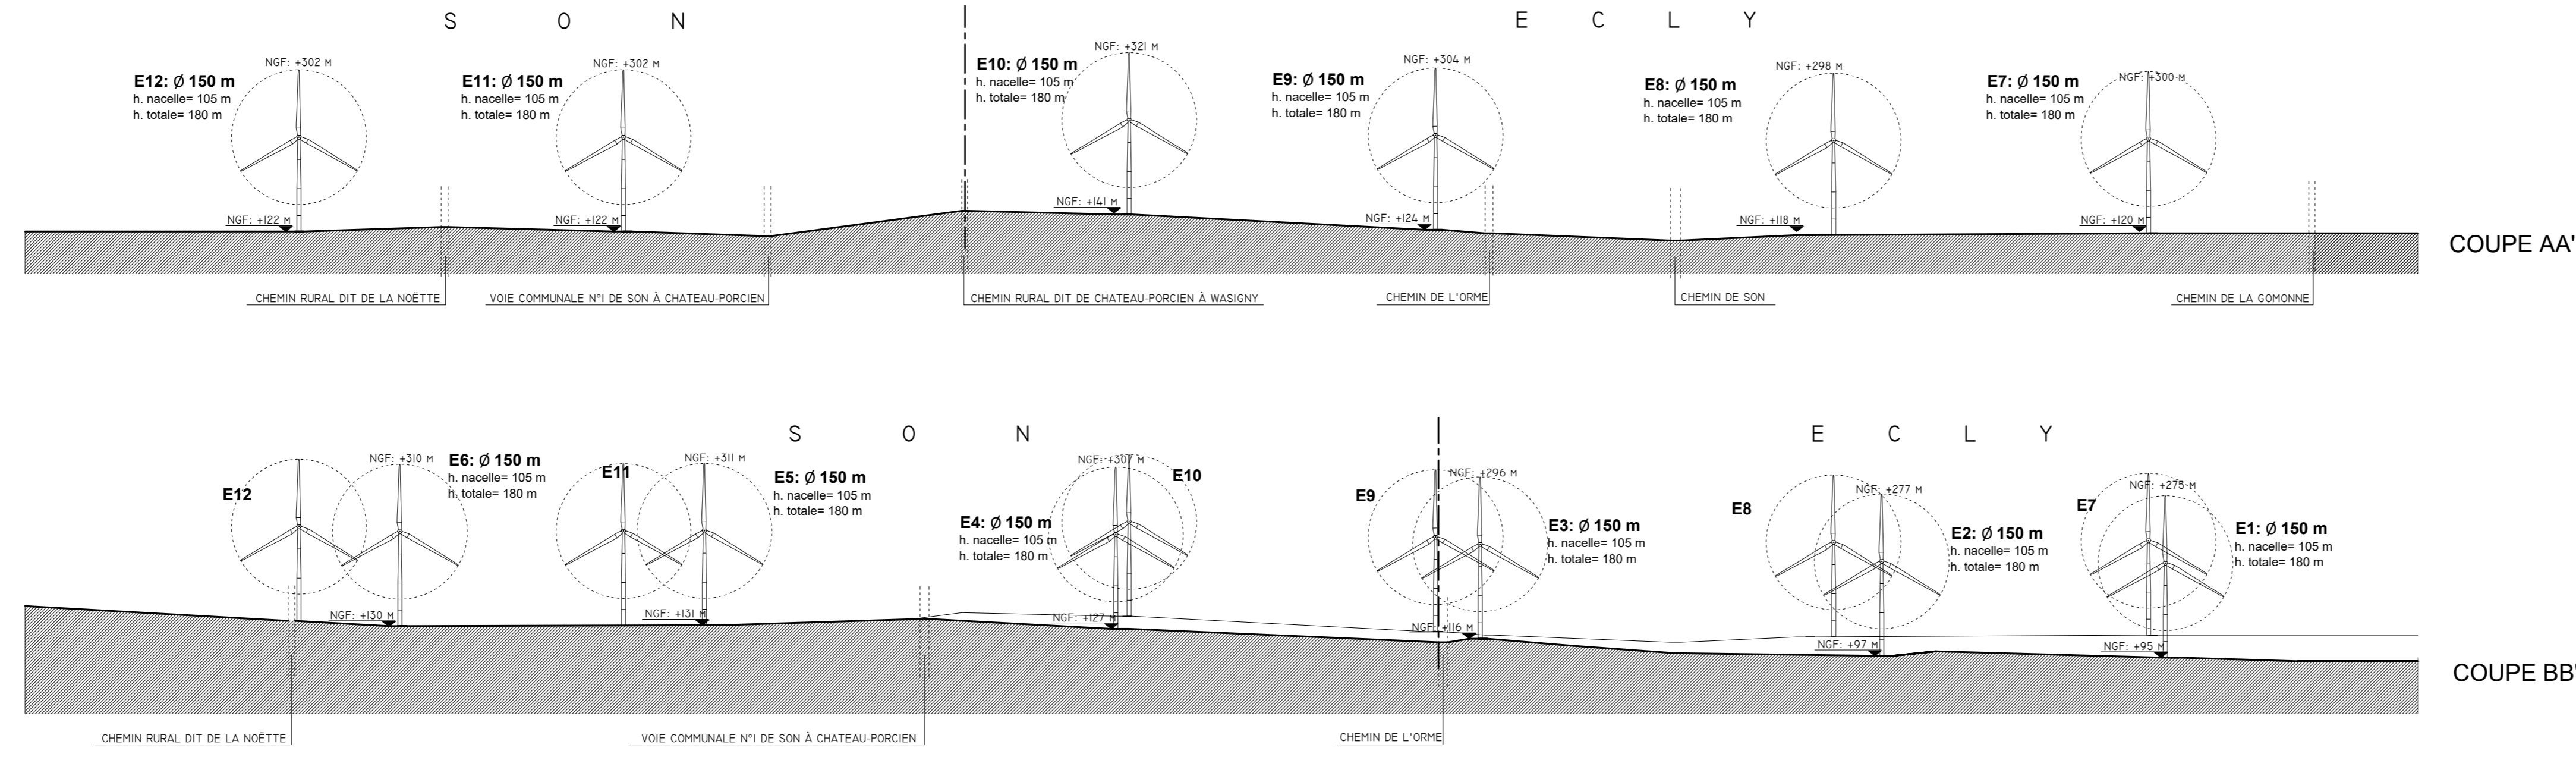 S O N
E C L Y
E12: Ø 150 m
h. nacelle= 105 m
h. totale= 180 m
NGF: +302 M
NGF: +122 M
E11: Ø 150 m
h. nacelle= 105 m
h. totale= 180 m
NGF: +302 M
NGF: +122 M
E10: Ø 150 m
h. nacelle= 105 m
h. totale= 180 m
NGF: +321 M
NGF: +141 M
E9: Ø 150 m
h. nacelle= 105 m
h. totale= 180 m
NGF: +304 M
NGF: +124 M
E8: Ø 150 m
h. nacelle= 105 m
h. totale= 180 m
NGF: +298 M
NGF: +118 M
E7: Ø 150 m
h. nacelle= 105 m
h. totale= 180 m
NGF: +300 M
NGF: +120 M
COUPE AA'
CHEMIN RURAL DIT DE LA NOËTTE
VOIE COMMUNALE N°1 DE SON À CHATEAU-PORCIEN
CHEMIN RURAL DIT DE CHATEAU-PORCIEN À WASIGNY
CHEMIN DE L'ORME
CHEMIN DE SON
CHEMIN DE LA GOMONNE
S O N
E C L Y
E12
NGF: +310 M
E6: Ø 150 m
h. nacelle= 105 m
h. totale= 180 m
NGF: +130 M
E11
NGF: +311 M
E5: Ø 150 m
h. nacelle= 105 m
h. totale= 180 m
NGF: +131 M
E4: Ø 150 m
h. nacelle= 105 m
h. totale= 180 m
NGF: +307 M
E10
NGF: +127 M
E9
NGF: +296 M
E3: Ø 150 m
h. nacelle= 105 m
h. totale= 180 m
NGF: +116 M
E8
NGF: +277 M
E2: Ø 150 m
h. nacelle= 105 m
h. totale= 180 m
NGF: +97 M
E7
NGF: +275 M
E1: Ø 150 m
h. nacelle= 105 m
h. totale= 180 m
NGF: +95 M
COUPE BB'
CHEMIN RURAL DIT DE LA NOËTTE
VOIE COMMUNALE N°1 DE SON À CHATEAU-PORCIEN
CHEMIN DE L'ORME